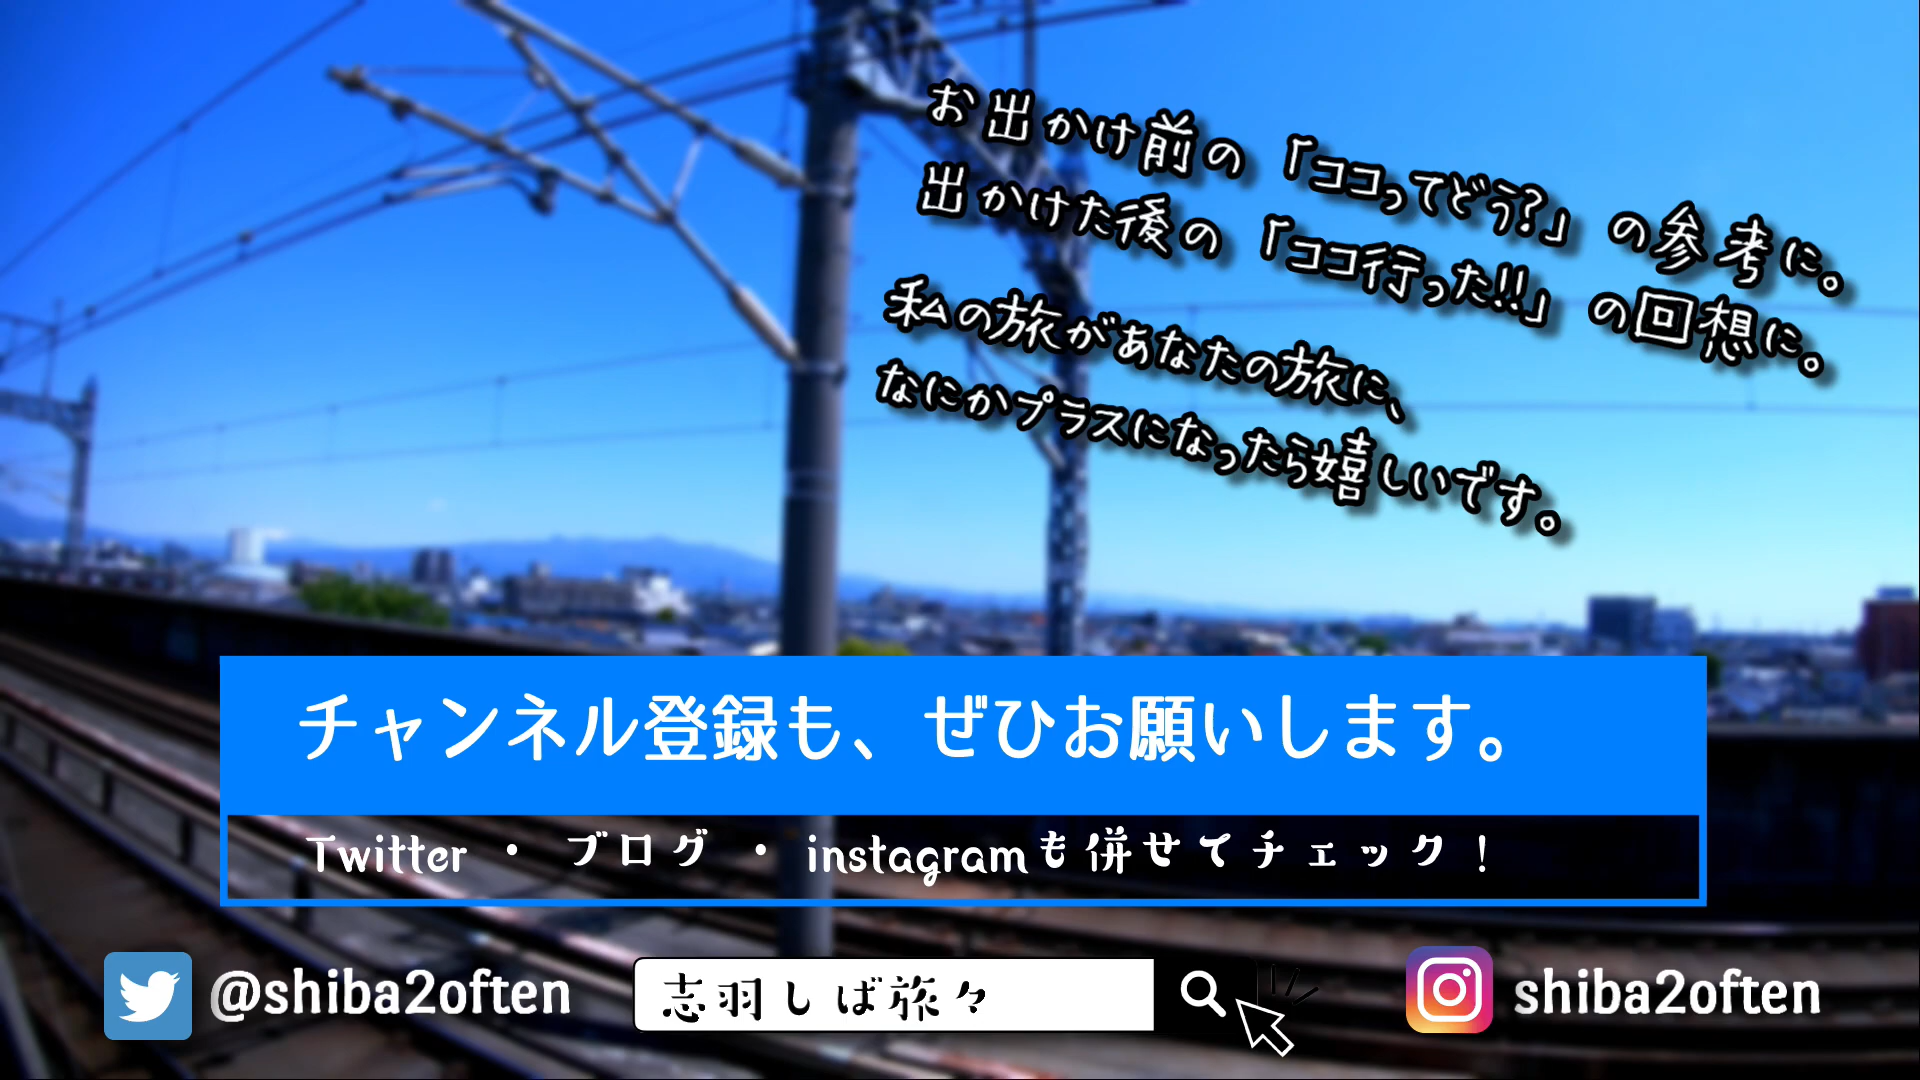 お出かけ前の「ココってどう?」の参考に。
出かけた後の「ココ行った!!」の回想に。
私の旅があなたの旅に、
なにかプラスになったら嬉しいです。
チャンネル登録も、ぜひお願いします。
Twitter ・ ブログ ・ instagramも併せてチェック！
@shiba2often
志羽しば旅々
shiba2often